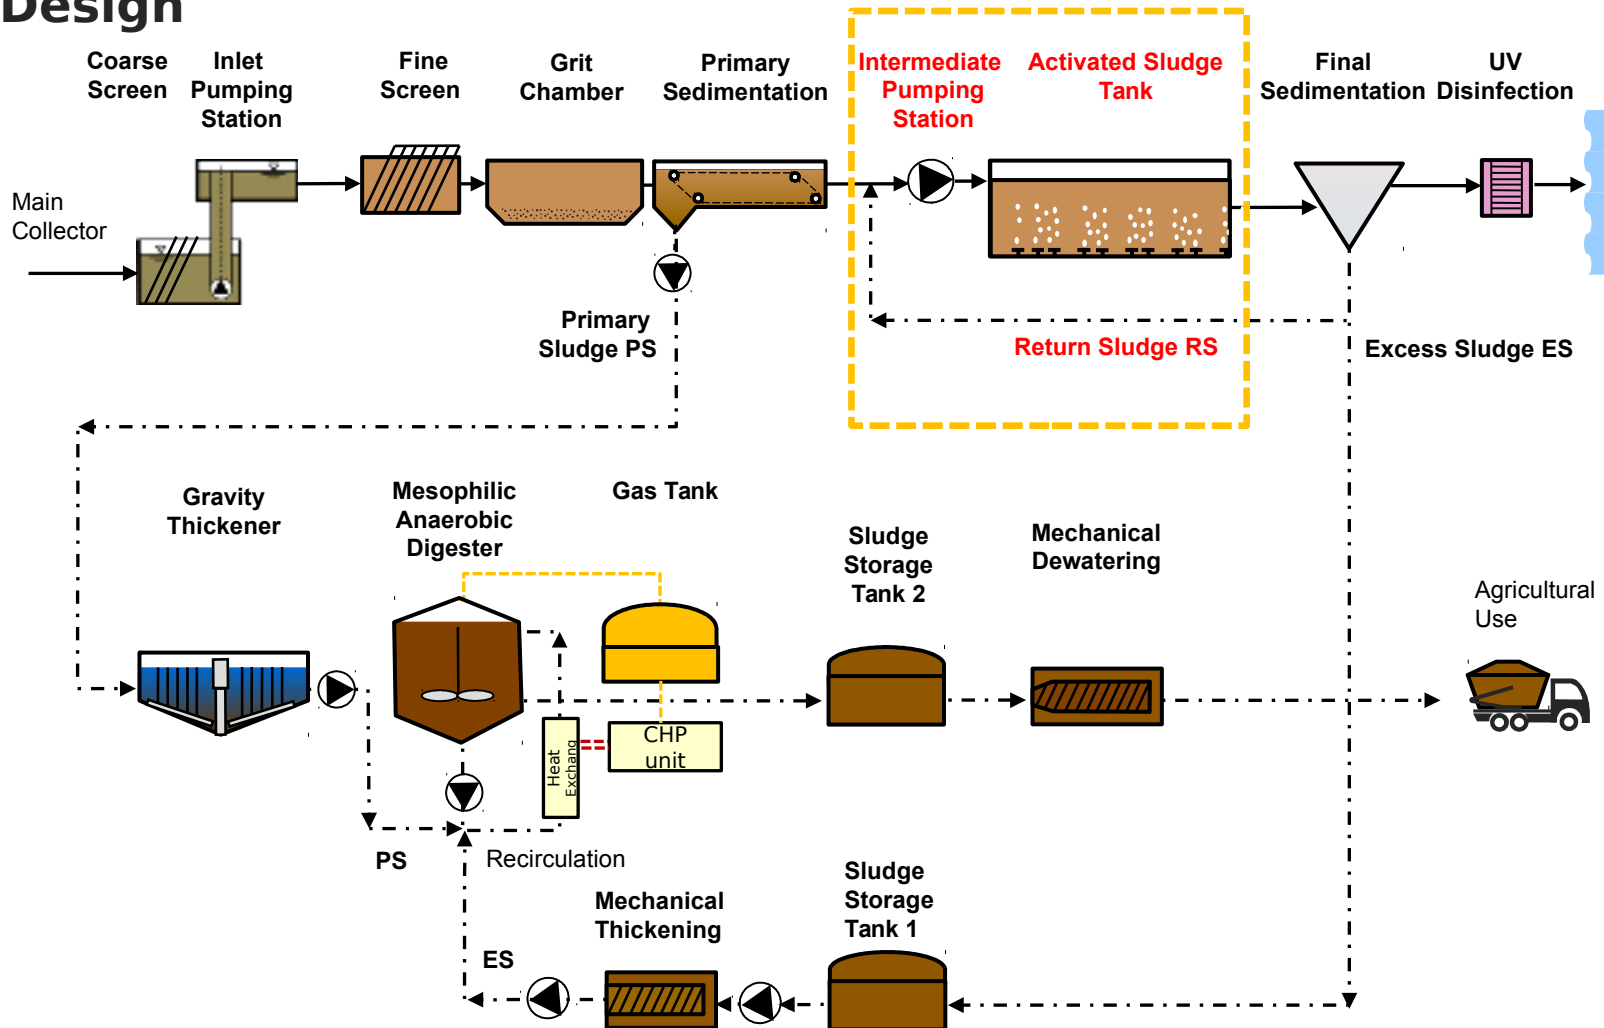 Design
Coarse
Screen
Inlet
Pumping
Station
Fine
Screen
Grit
Chamber
Primary
Sedimentation
Intermediate
Pumping
Station
Activated Sludge
Tank
Final
Sedimentation
UV
Disinfection
Main
Collector
Primary
Sludge PS
Return Sludge RS
Excess Sludge ES
Gravity
Thickener
Mesophilic
Anaerobic
Digester
Gas Tank
Sludge
Storage
Tank 2
Mechanical
Dewatering
Agricultural
Use
Heat
Exchang
CHP
unit
PS
Recirculation
Mechanical
Thickening
Sludge
Storage
Tank 1
ES